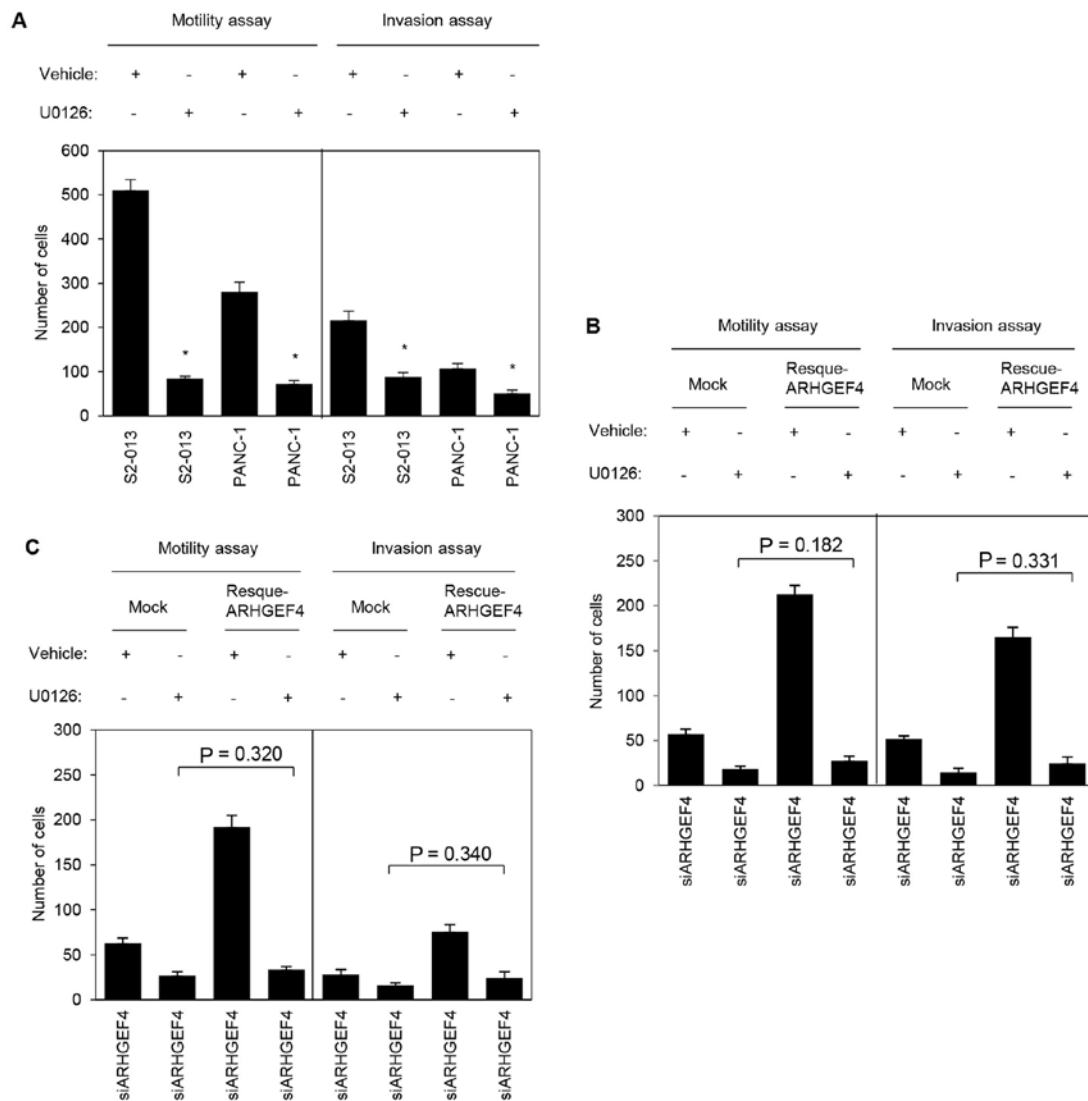 A
Motility assay Invasion assay
Vehicle: + - + - + - + -
U0126: - + - + - + - +
Number of cells
600
500
400
300
200
100
0
* * * *
S2-013 S2-013 PANC-1 PANC-1 S2-013 S2-013 PANC-1 PANC-1
B
Motility assay Invasion assay
Mock Resque-ARHGEF4 Mock Rescue-ARHGEF4
Vehicle: + - + - + - + -
U0126: - + - + - + - +
Number of cells
300
250
200
150
100
50
0
P = 0.182 P = 0.331
siARHGEF4 siARHGEF4 siARHGEF4 siARHGEF4 siARHGEF4 siARHGEF4 siARHGEF4 siARHGEF4
C
Motility assay Invasion assay
Mock Resque-ARHGEF4 Mock Rescue-ARHGEF4
Vehicle: + - + - + - + -
U0126: - + - + - + - +
Number of cells
300
250
200
150
100
50
0
P = 0.320 P = 0.340
siARHGEF4 siARHGEF4 siARHGEF4 siARHGEF4 siARHGEF4 siARHGEF4 siARHGEF4 siARHGEF4